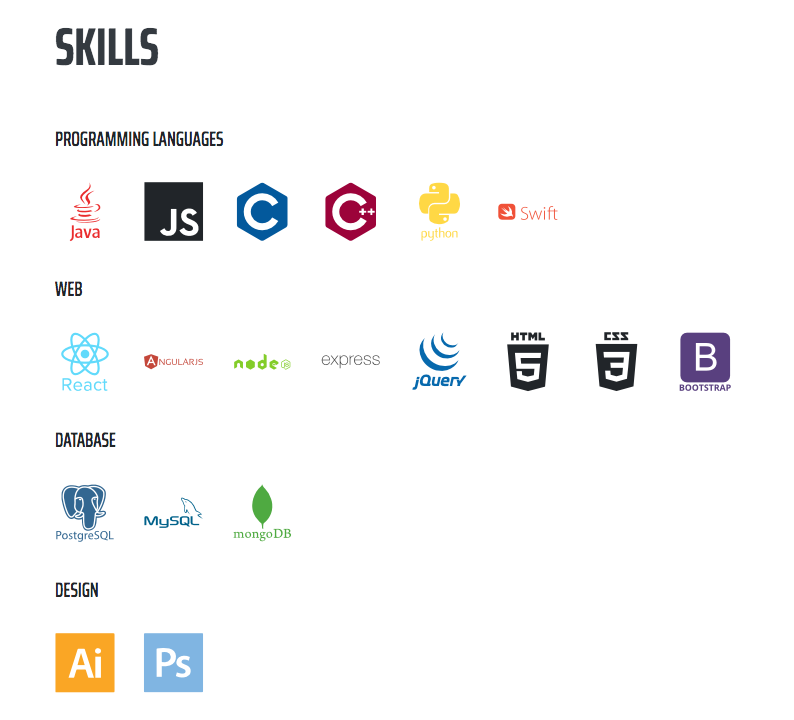 SKILLS
PROGRAMMING LANGUAGES
Java JS C C++ python Swift
WEB
React ANGULARJS node JS express jQuery HTML 5 CSS 3 B BOOTSTRAP
DATABASE
PostgreSQL MySQL mongoDB
DESIGN
Ai Ps